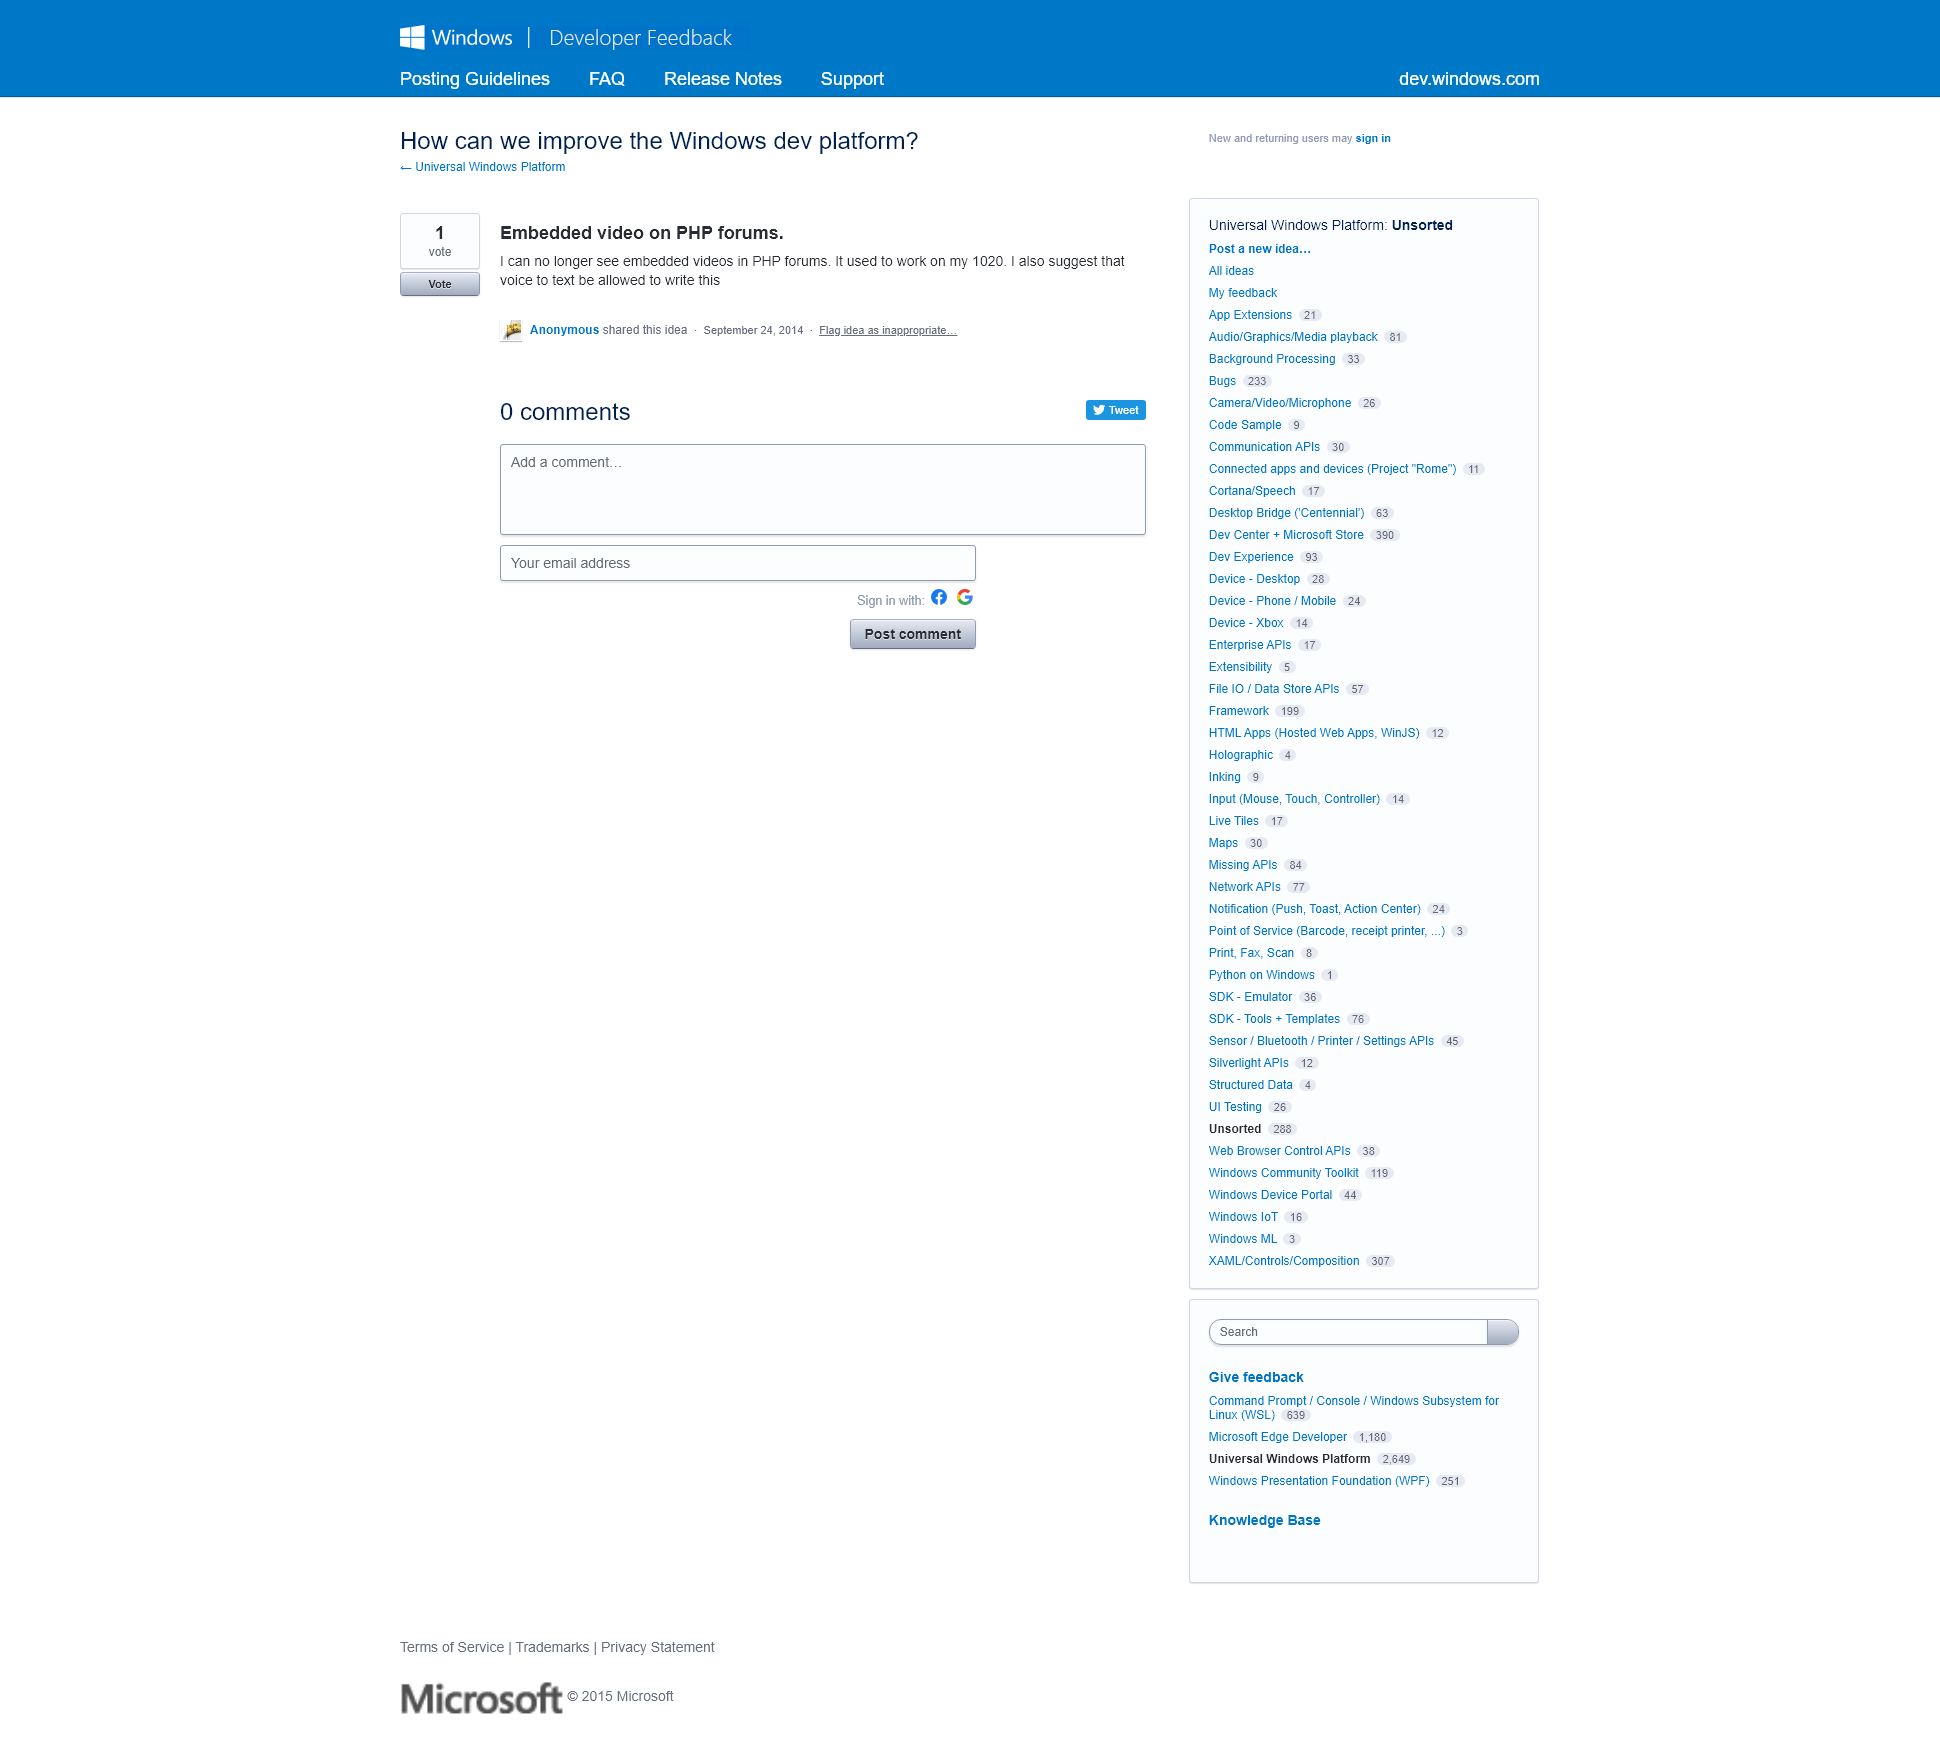 Windows | Developer Feedback
Posting Guidelines FAQ Release Notes Support dev.windows.com
How can we improve the Windows dev platform?
← Universal Windows Platform
New and returning users may sign in
1
vote
Vote
Embedded video on PHP forums.
I can no longer see embedded videos in PHP forums. It used to work on my 1020. I also suggest that
voice to text be allowed to write this
Anonymous shared this idea · September 24, 2014 · Flag idea as inappropriate…
0 comments
Tweet
Add a comment…
Your email address
Sign in with:
Post comment
Universal Windows Platform: Unsorted
Post a new idea…
All ideas
My feedback
App Extensions 21
Audio/Graphics/Media playback 81
Background Processing 33
Bugs 233
Camera/Video/Microphone 26
Code Sample 9
Communication APIs 30
Connected apps and devices (Project "Rome") 11
Cortana/Speech 17
Desktop Bridge ('Centennial') 63
Dev Center + Microsoft Store 390
Dev Experience 93
Device - Desktop 28
Device - Phone / Mobile 24
Device - Xbox 14
Enterprise APIs 17
Extensibility 5
File IO / Data Store APIs 57
Framework 199
HTML Apps (Hosted Web Apps, WinJS) 12
Holographic 4
Inking 9
Input (Mouse, Touch, Controller) 14
Live Tiles 17
Maps 30
Missing APIs 84
Network APIs 77
Notification (Push, Toast, Action Center) 24
Point of Service (Barcode, receipt printer, ...) 3
Print, Fax, Scan 8
Python on Windows 1
SDK - Emulator 36
SDK - Tools + Templates 76
Sensor / Bluetooth / Printer / Settings APIs 45
Silverlight APIs 12
Structured Data 4
UI Testing 26
Unsorted 288
Web Browser Control APIs 38
Windows Community Toolkit 119
Windows Device Portal 44
Windows IoT 16
Windows ML 3
XAML/Controls/Composition 307
Search
Give feedback
Command Prompt / Console / Windows Subsystem for
Linux (WSL) 639
Microsoft Edge Developer 1,180
Universal Windows Platform 2,649
Windows Presentation Foundation (WPF) 251
Knowledge Base
Terms of Service | Trademarks | Privacy Statement
Microsoft © 2015 Microsoft